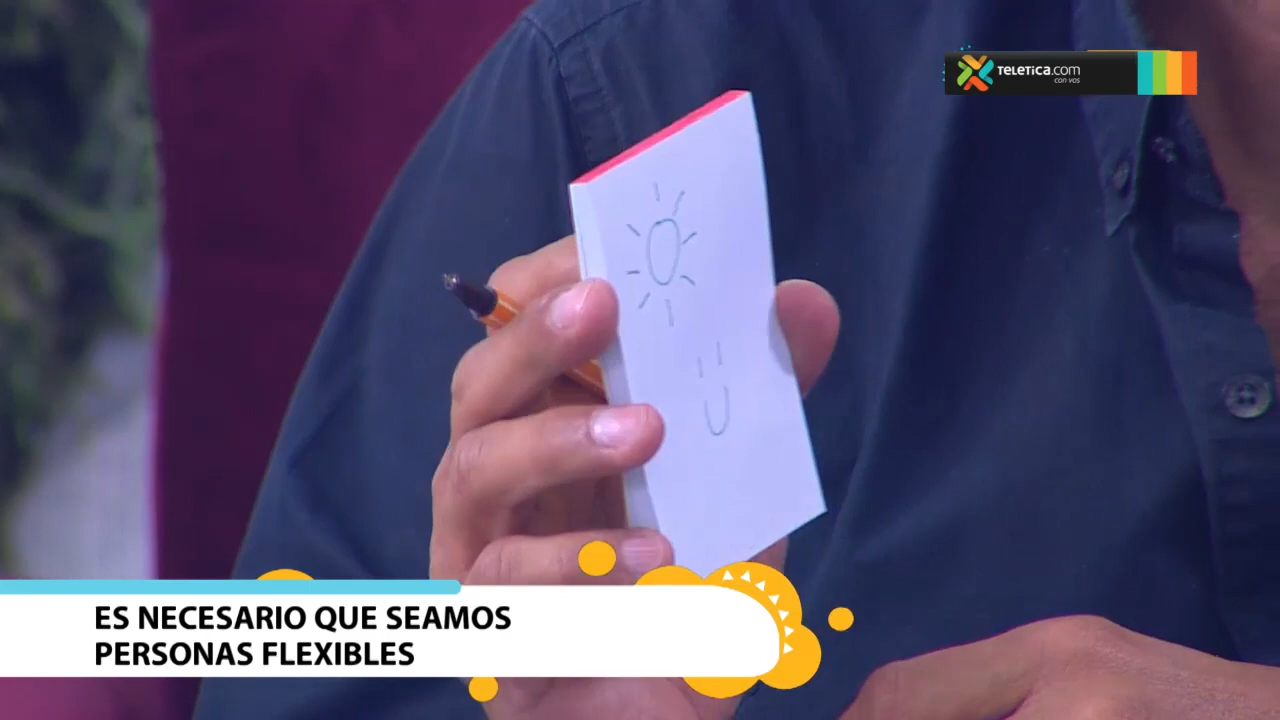 TELETICA.COM
con vos
ES NECESARIO QUE SEAMOS
PERSONAS FLEXIBLES